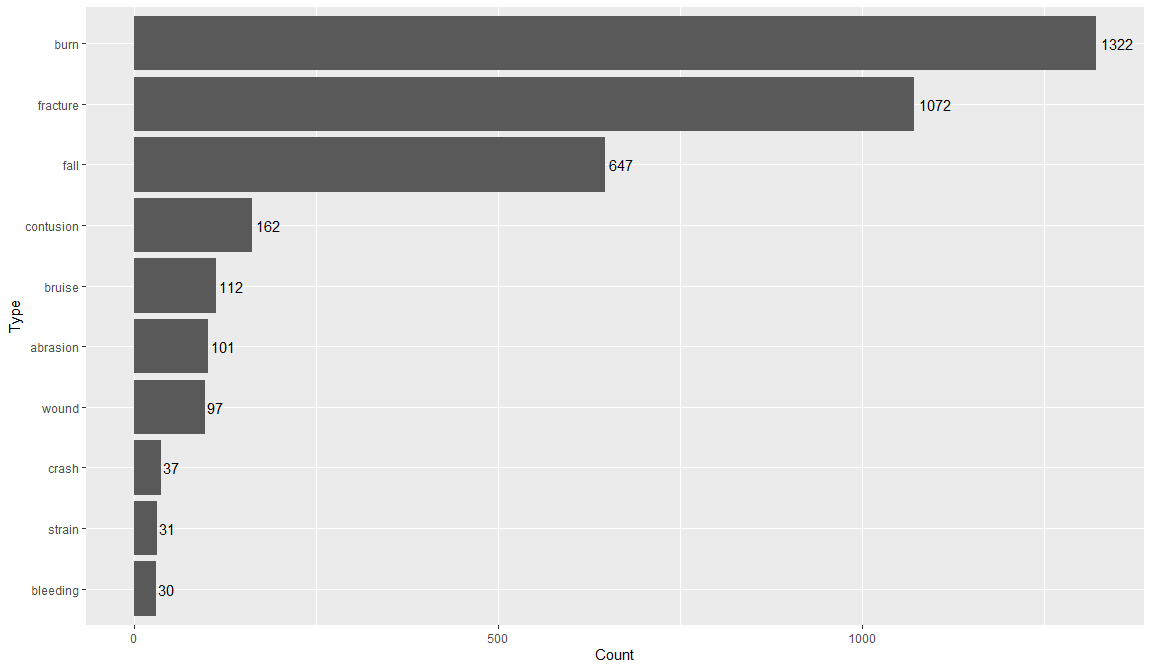 burn 1322
fracture 1072
fall 647
contusion 162
bruise 112
abrasion 101
wound 97
crash 37
strain 31
bleeding 30
Type
0 500 1000
Count